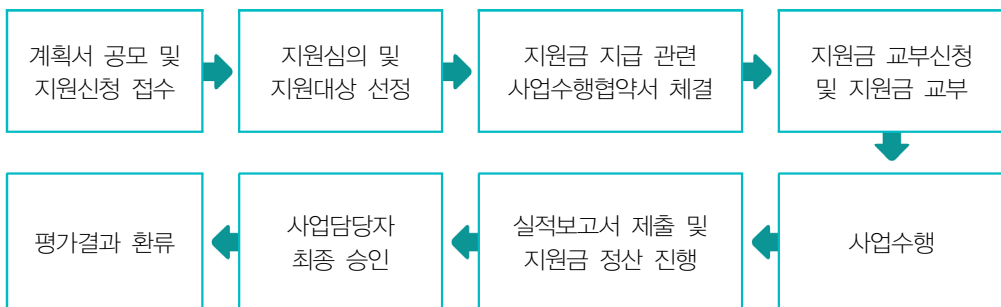 계획서 공모 및
지원신청 접수
지원심의 및
지원대상 선정
지원금 지급 관련
사업수행협약서 체결
지원금 교부신청
및 지원금 교부
사업수행
실적보고서 제출 및
지원금 정산 진행
사업담당자
최종 승인
평가결과 환류